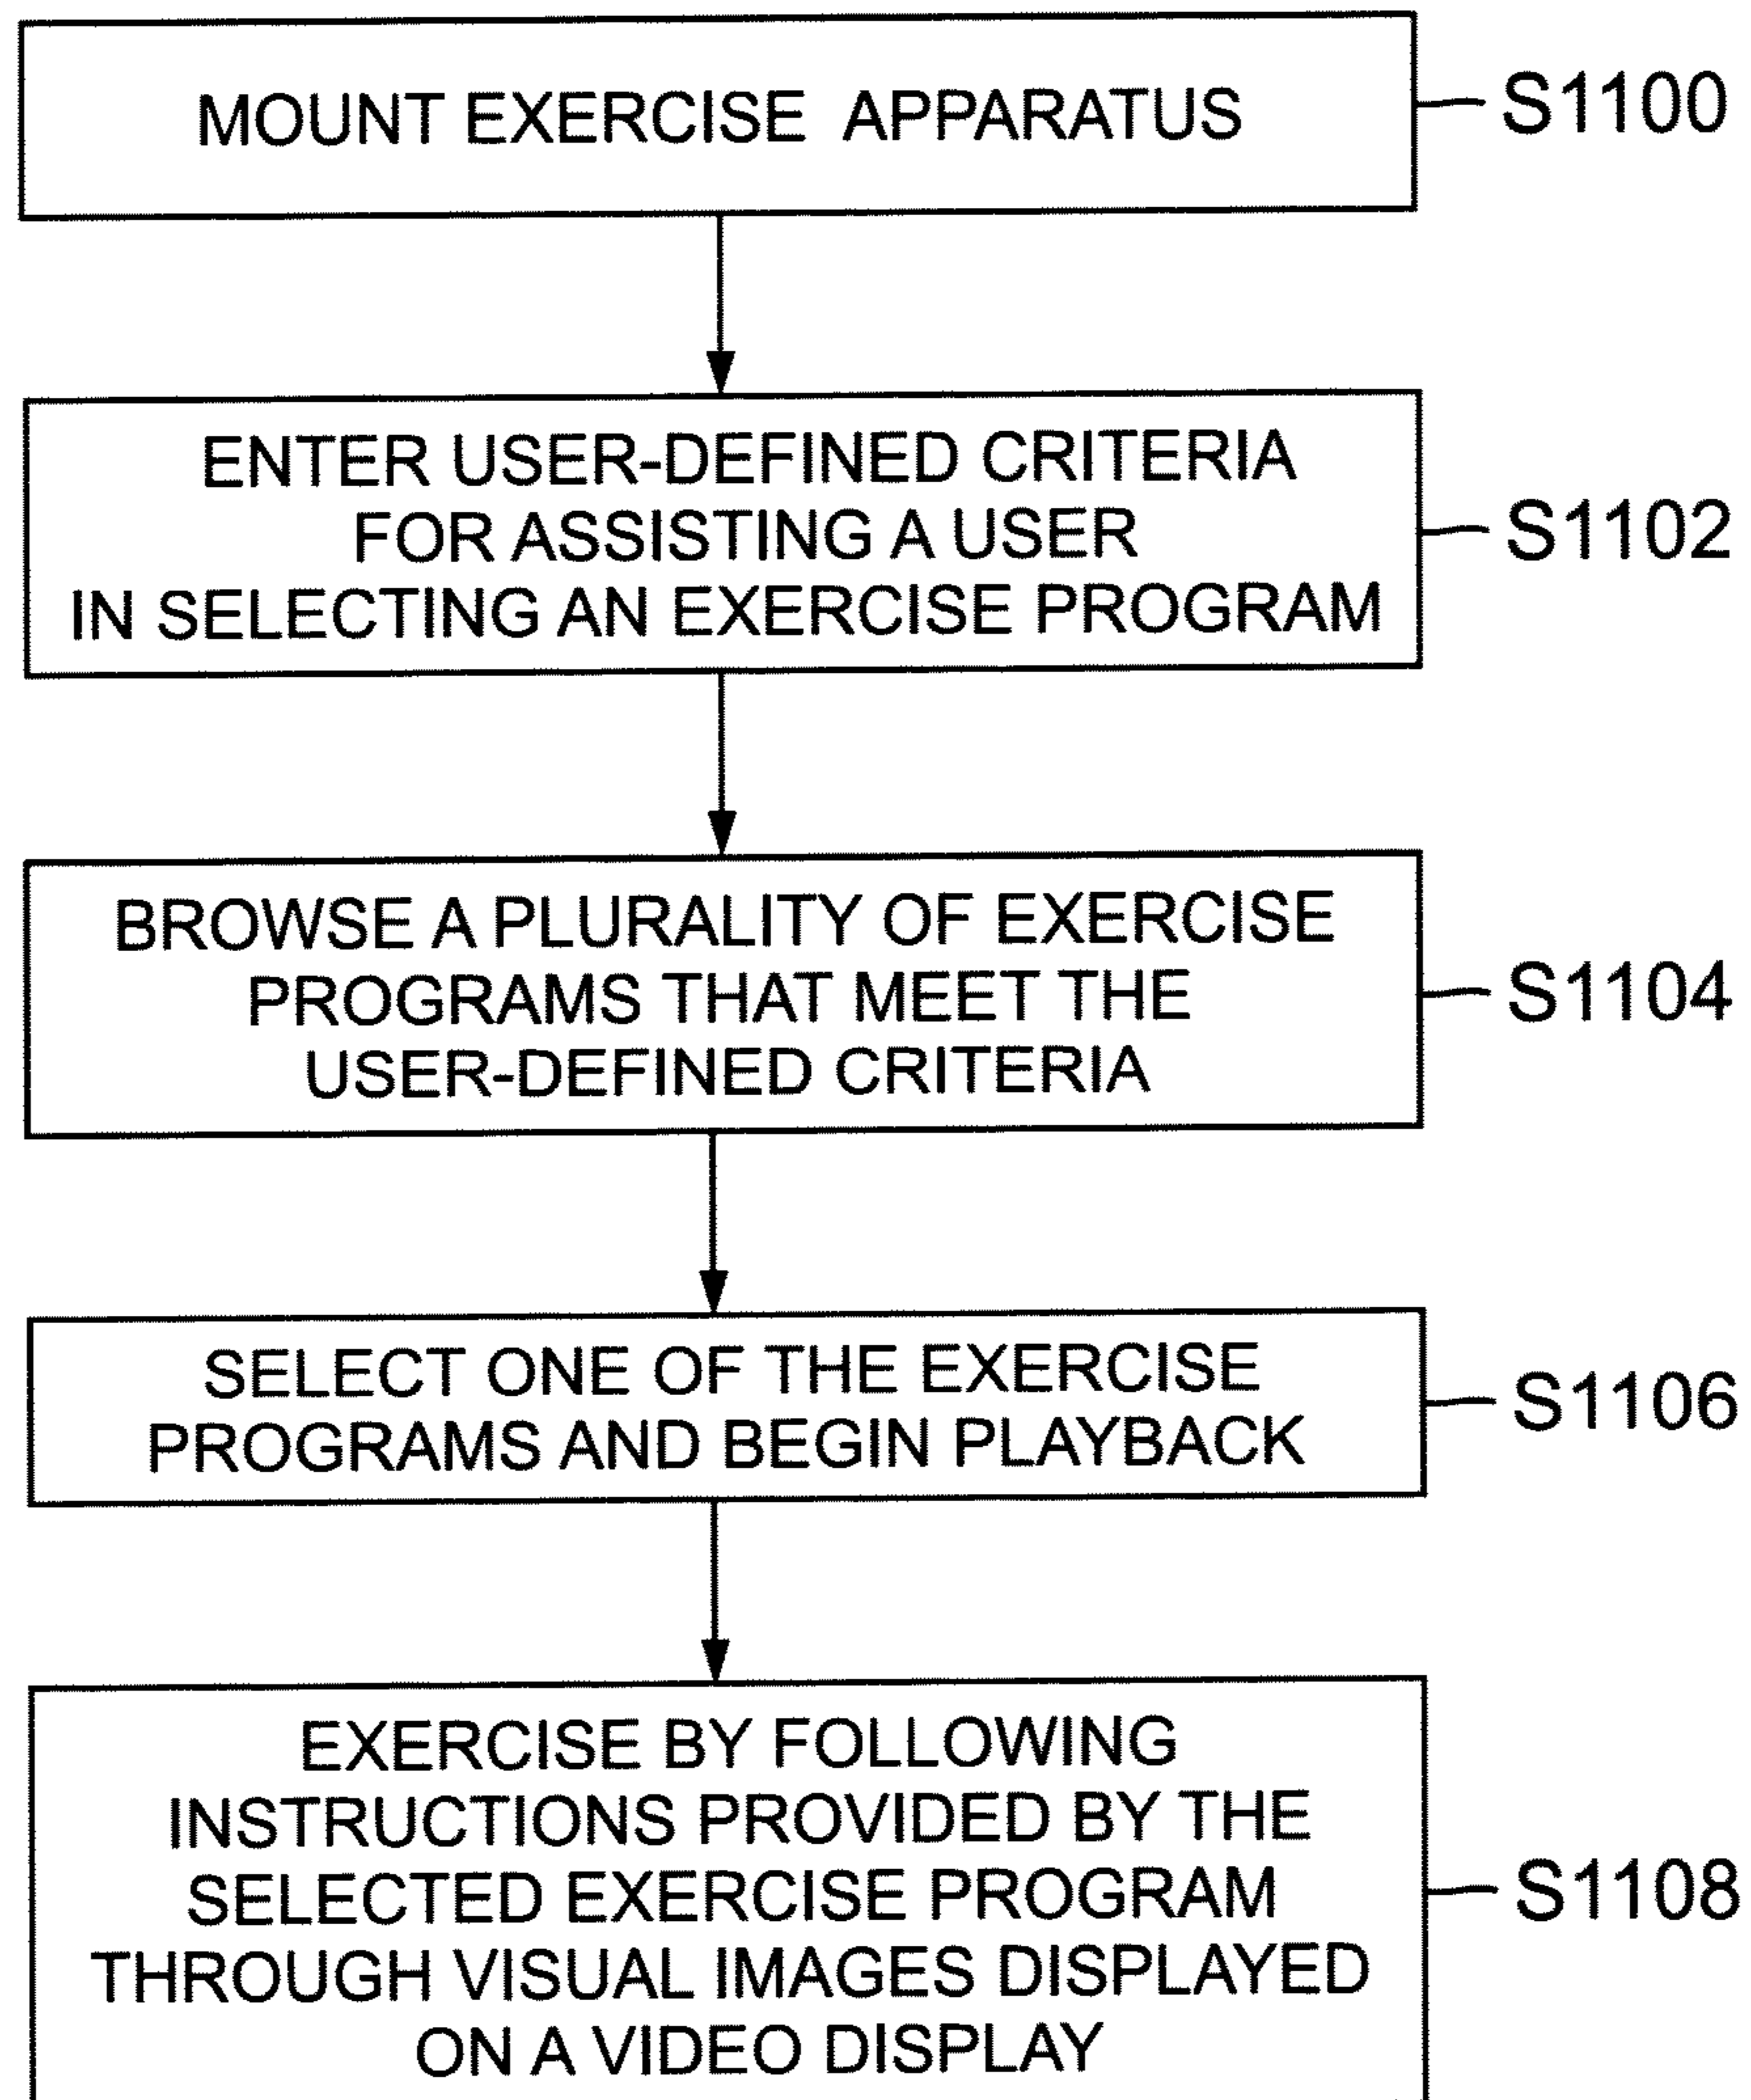 MOUNT EXERCISE APPARATUS
S1100
ENTER USER-DEFINED CRITERIA
FOR ASSISTING A USER
IN SELECTING AN EXERCISE PROGRAM
S1102
BROWSE A PLURALITY OF EXERCISE
PROGRAMS THAT MEET THE
USER-DEFINED CRITERIA
S1104
SELECT ONE OF THE EXERCISE
PROGRAMS AND BEGIN PLAYBACK
S1106
EXERCISE BY FOLLOWING
INSTRUCTIONS PROVIDED BY THE
SELECTED EXERCISE PROGRAM
THROUGH VISUAL IMAGES DISPLAYED
ON A VIDEO DISPLAY
S1108